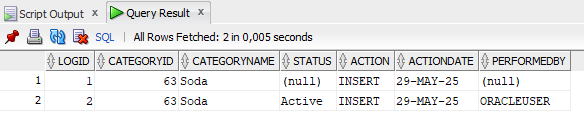 Script Output × Query Result ×
SQL | All Rows Fetched: 2 in 0,005 seconds
LOGID CATEGORYID CATEGORYNAME STATUS ACTION ACTIONDATE PERFORMEDBY
1 1 63 Soda (null) INSERT 29-MAY-25 (null)
2 2 63 Soda Active INSERT 29-MAY-25 ORACLEUSER